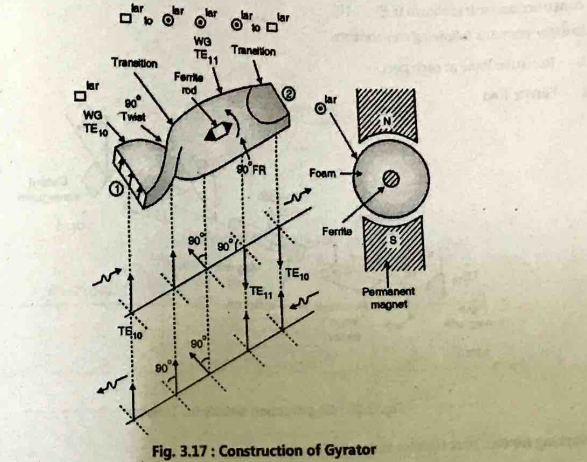 □lar to ⊙lar ⊙lar ⊙lar to □lar
WG
TE11
Transition
Transition
Ferrite
rod
□lar
90°
Twist
WG
TE10
①
②
90°FR
⊙lar
N
Foam
Ferrite
S
Permanent
magnet
90°
90°
TE10
TE11
TE10
90°
90°
Fig. 3.17 : Construction of Gyrator